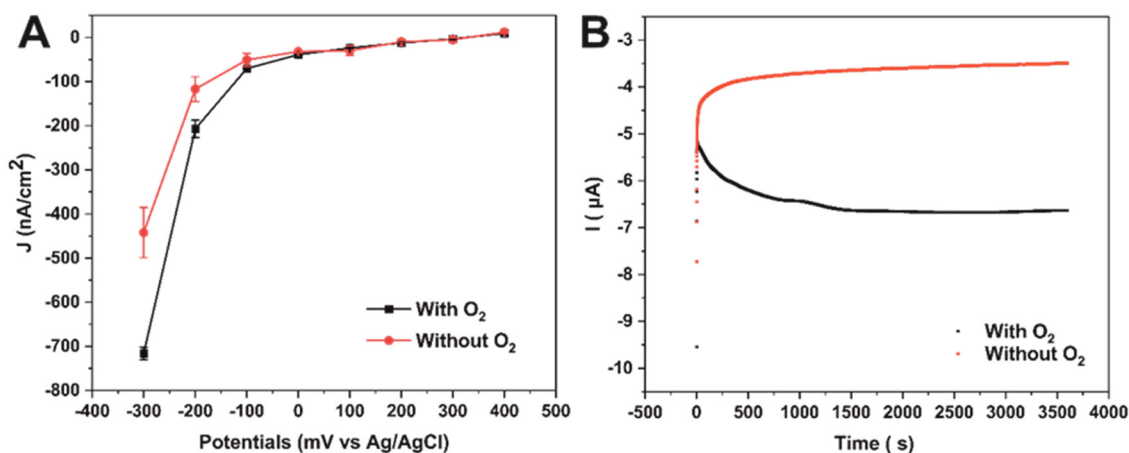 A
0
-100
-200
-300
-400
-500
-600
-700
-800
J (nA/cm²)
With O₂
Without O₂
-400 -300 -200 -100 0 100 200 300 400 500
Potentials (mV vs Ag/AgCl)
B
-3
-4
-5
-6
-7
-8
-9
-10
I ( µA)
With O₂
Without O₂
-500 0 500 1000 1500 2000 2500 3000 3500 4000
Time ( s)